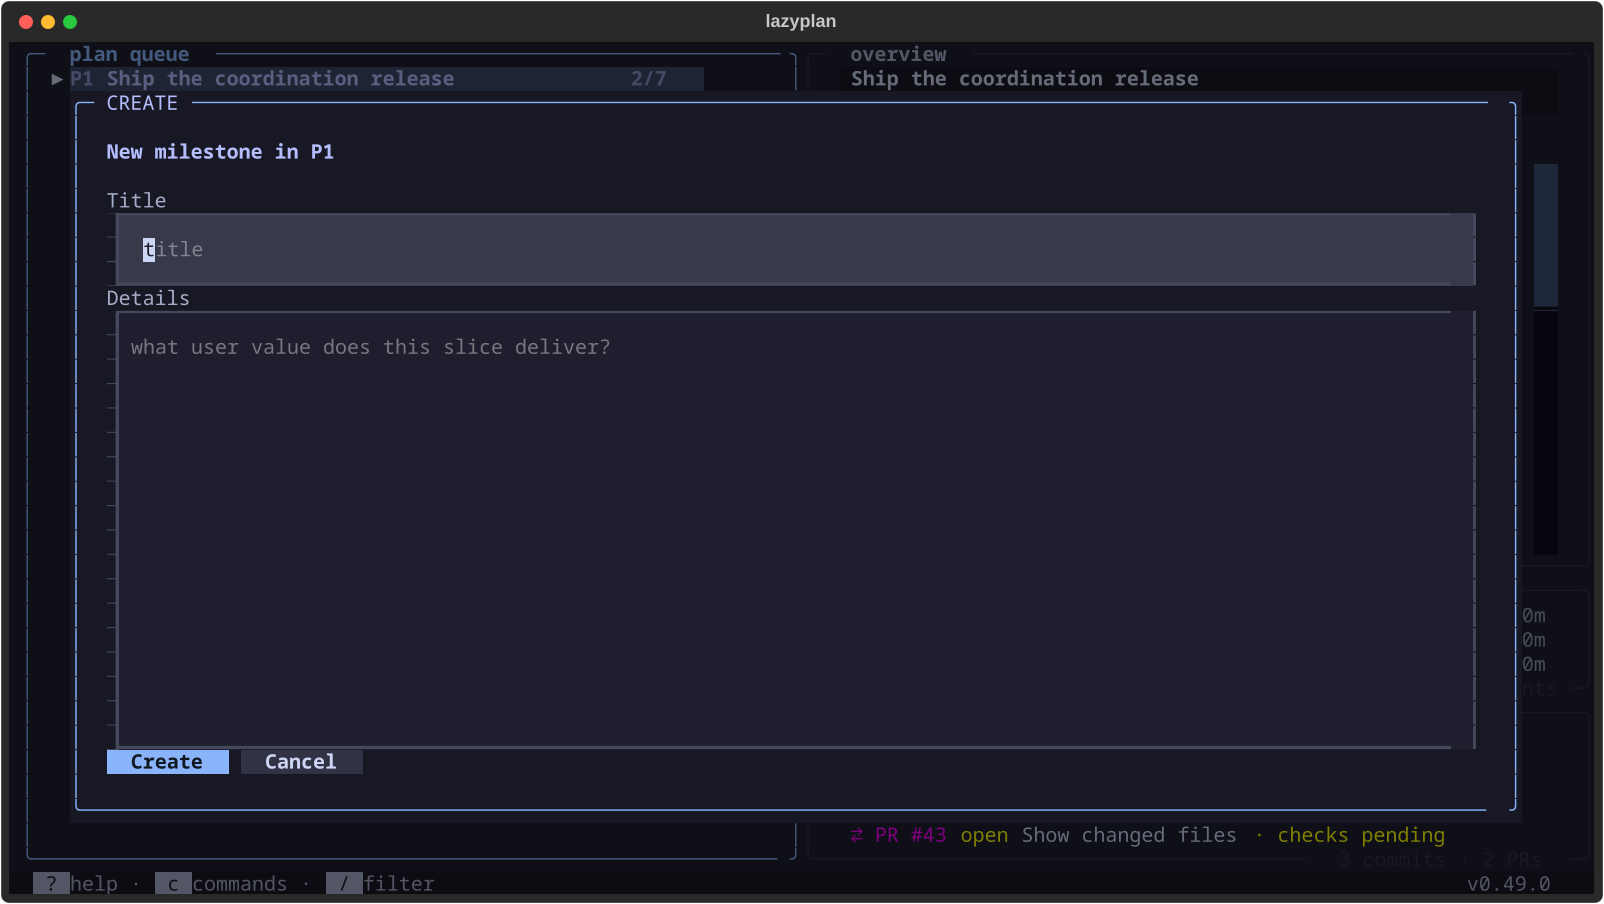 lazyplan
plan queue
overview
▶ P1 Ship the coordination release 2/7
Ship the coordination release
CREATE
New milestone in P1
Title
title
Details
what user value does this slice deliver?
0m
0m
0m
nts
Create Cancel
⇄ PR #43 open Show changed files · checks pending
3 commits · 2 PRs
? help · c commands · / filter
v0.49.0